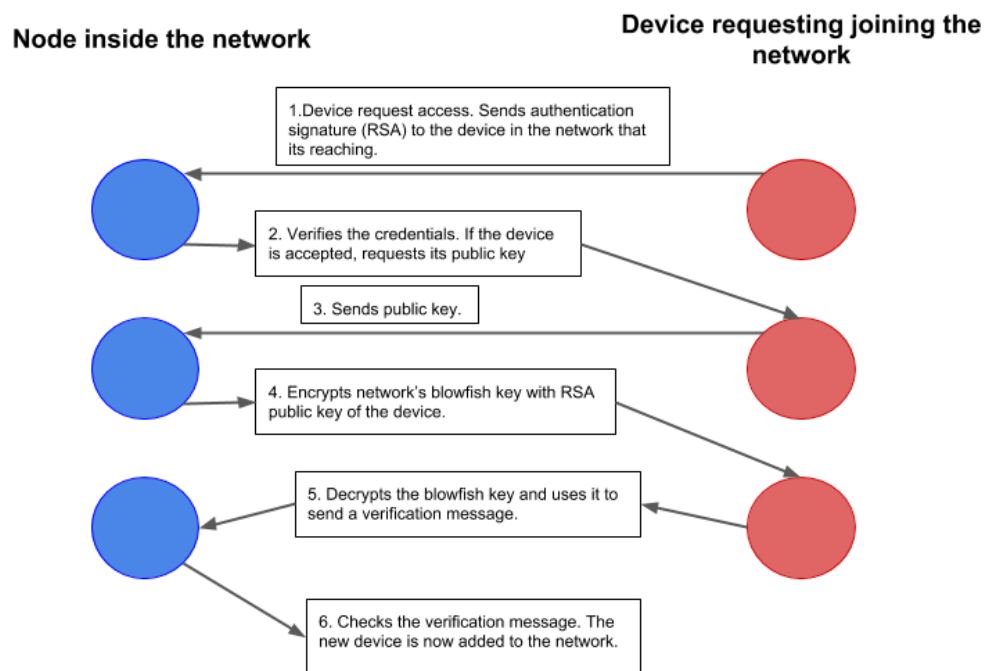 Node inside the network
Device requesting joining the
network
1.Device request access. Sends authentication
signature (RSA) to the device in the network that
its reaching.
2. Verifies the credentials. If the device
is accepted, requests its public key
3. Sends public key.
4. Encrypts network's blowfish key with RSA
public key of the device.
5. Decrypts the blowfish key and uses it to
send a verification message.
6. Checks the verification message. The
new device is now added to the network.